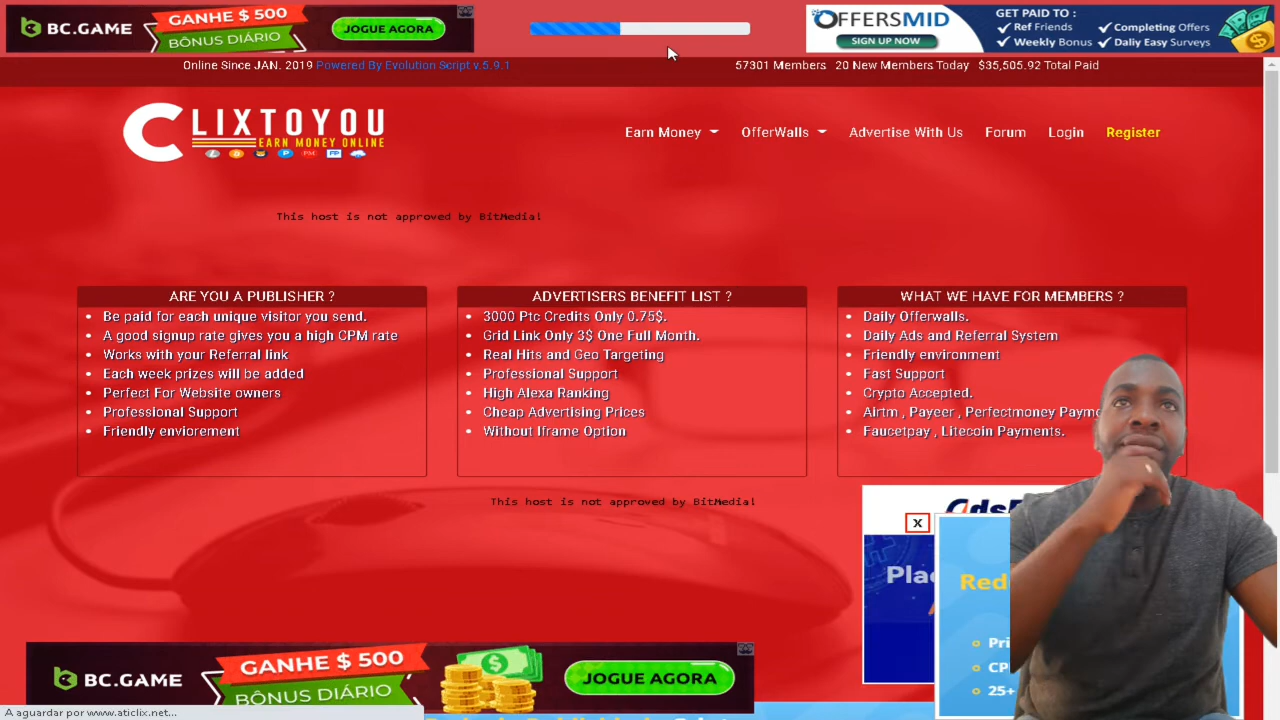 BC.GAME
GANHE $ 500
BÔNUS DIÁRIO
JOGUE AGORA
OFFERSMID
SIGN UP NOW
GET PAID TO :
Ref Friends
Completing Offers
Weekly Bonus
Daliy Easy Surveys
Online Since JAN. 2019 Powered By Evolution Script v.5.9.1
57301 Members 20 New Members Today $35,505.92 Total Paid
CLIXTOYOU
EARN MONEY ONLINE
Earn Money OfferWalls Advertise With Us Forum Login Register
This host is not approved by BitMedia!
ARE YOU A PUBLISHER ?
Be paid for each unique visitor you send.
A good signup rate gives you a high CPM rate
Works with your Referral link
Each week prizes will be added
Perfect For Website owners
Professional Support
Friendly enviorement
ADVERTISERS BENEFIT LIST ?
3000 Ptc Credits Only 0.75$.
Grid Link Only 3$ One Full Month.
Real Hits and Geo Targeting
Professional Support
High Alexa Ranking
Cheap Advertising Prices
Without Iframe Option
WHAT WE HAVE FOR MEMBERS ?
Daily Offerwalls.
Daily Ads and Referral System
Friendly environment
Fast Support
Crypto Accepted.
Airtm , Payeer , Perfectmoney Payme
Faucetpay , Litecoin Payments.
This host is not approved by BitMedia!
X
Red
Pri
CP
25+
BC.GAME
GANHE $ 500
BÔNUS DIÁRIO
JOGUE AGORA
A aguardar por www.aticlix.net...